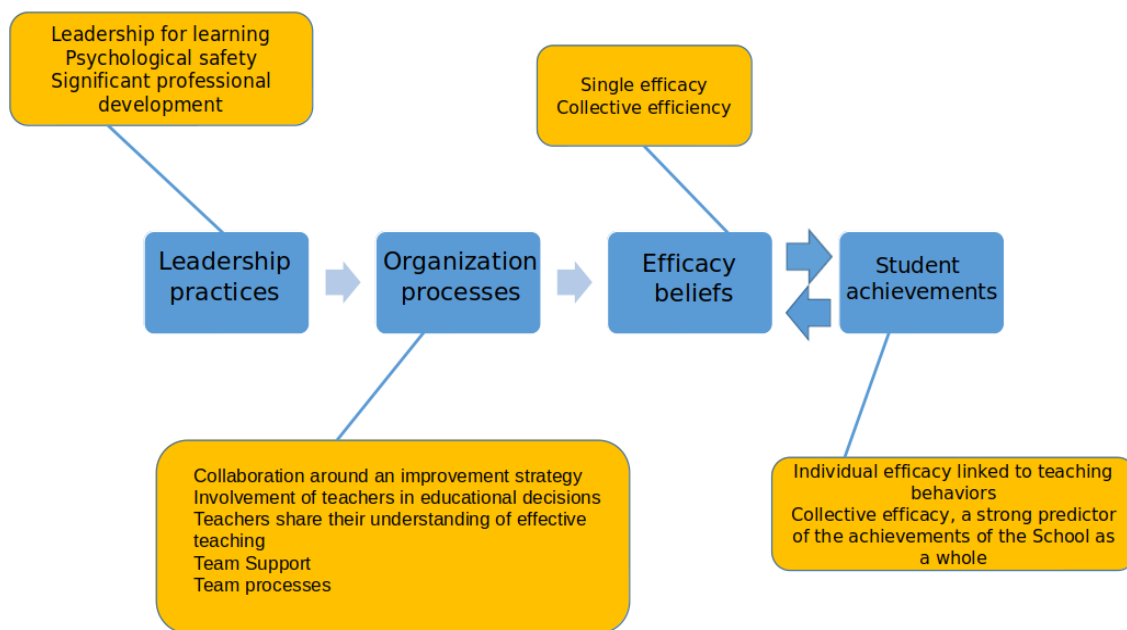 Leadership for learning
Psychological safety
Significant professional
development
Single efficacy
Collective efficiency
Leadership
practices
Organization
processes
Efficacy
beliefs
Student
achievements
Collaboration around an improvement strategy
Involvement of teachers in educational decisions
Teachers share their understanding of effective
teaching
Team Support
Team processes
Individual efficacy linked to teaching
behaviors
Collective efficacy, a strong predictor
of the achievements of the School as
a whole